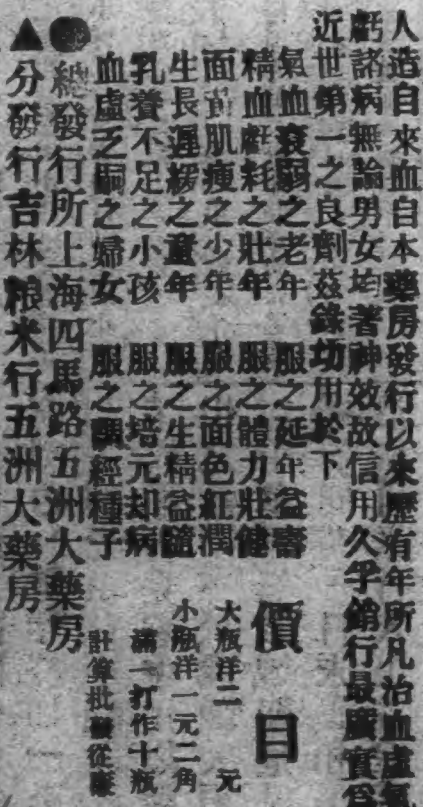 人造自來血自本藥房發行以來歷有年所凡治血虛氣
虧諸病無論男女均著神效故信用久孚銷行最廣實爲
近世第一之良劑茲錄功用於下
氣血衰弱之老年 服之延年益壽
精血虧耗之壯年 服之體力壯健
面黃肌瘦之少年 服之面色紅潤
生長遲緩之童年 服之生精益髓
乳養不足之小孩 服之培元却病
血虛乏嗣之婦女 服之調經種子
價目
大瓶洋二元
小瓶洋一元二角
滿一打作十瓶
計算批發從廉
●總發行所上海四馬路五洲大藥房
▲分發行吉林粮米行五洲大藥房